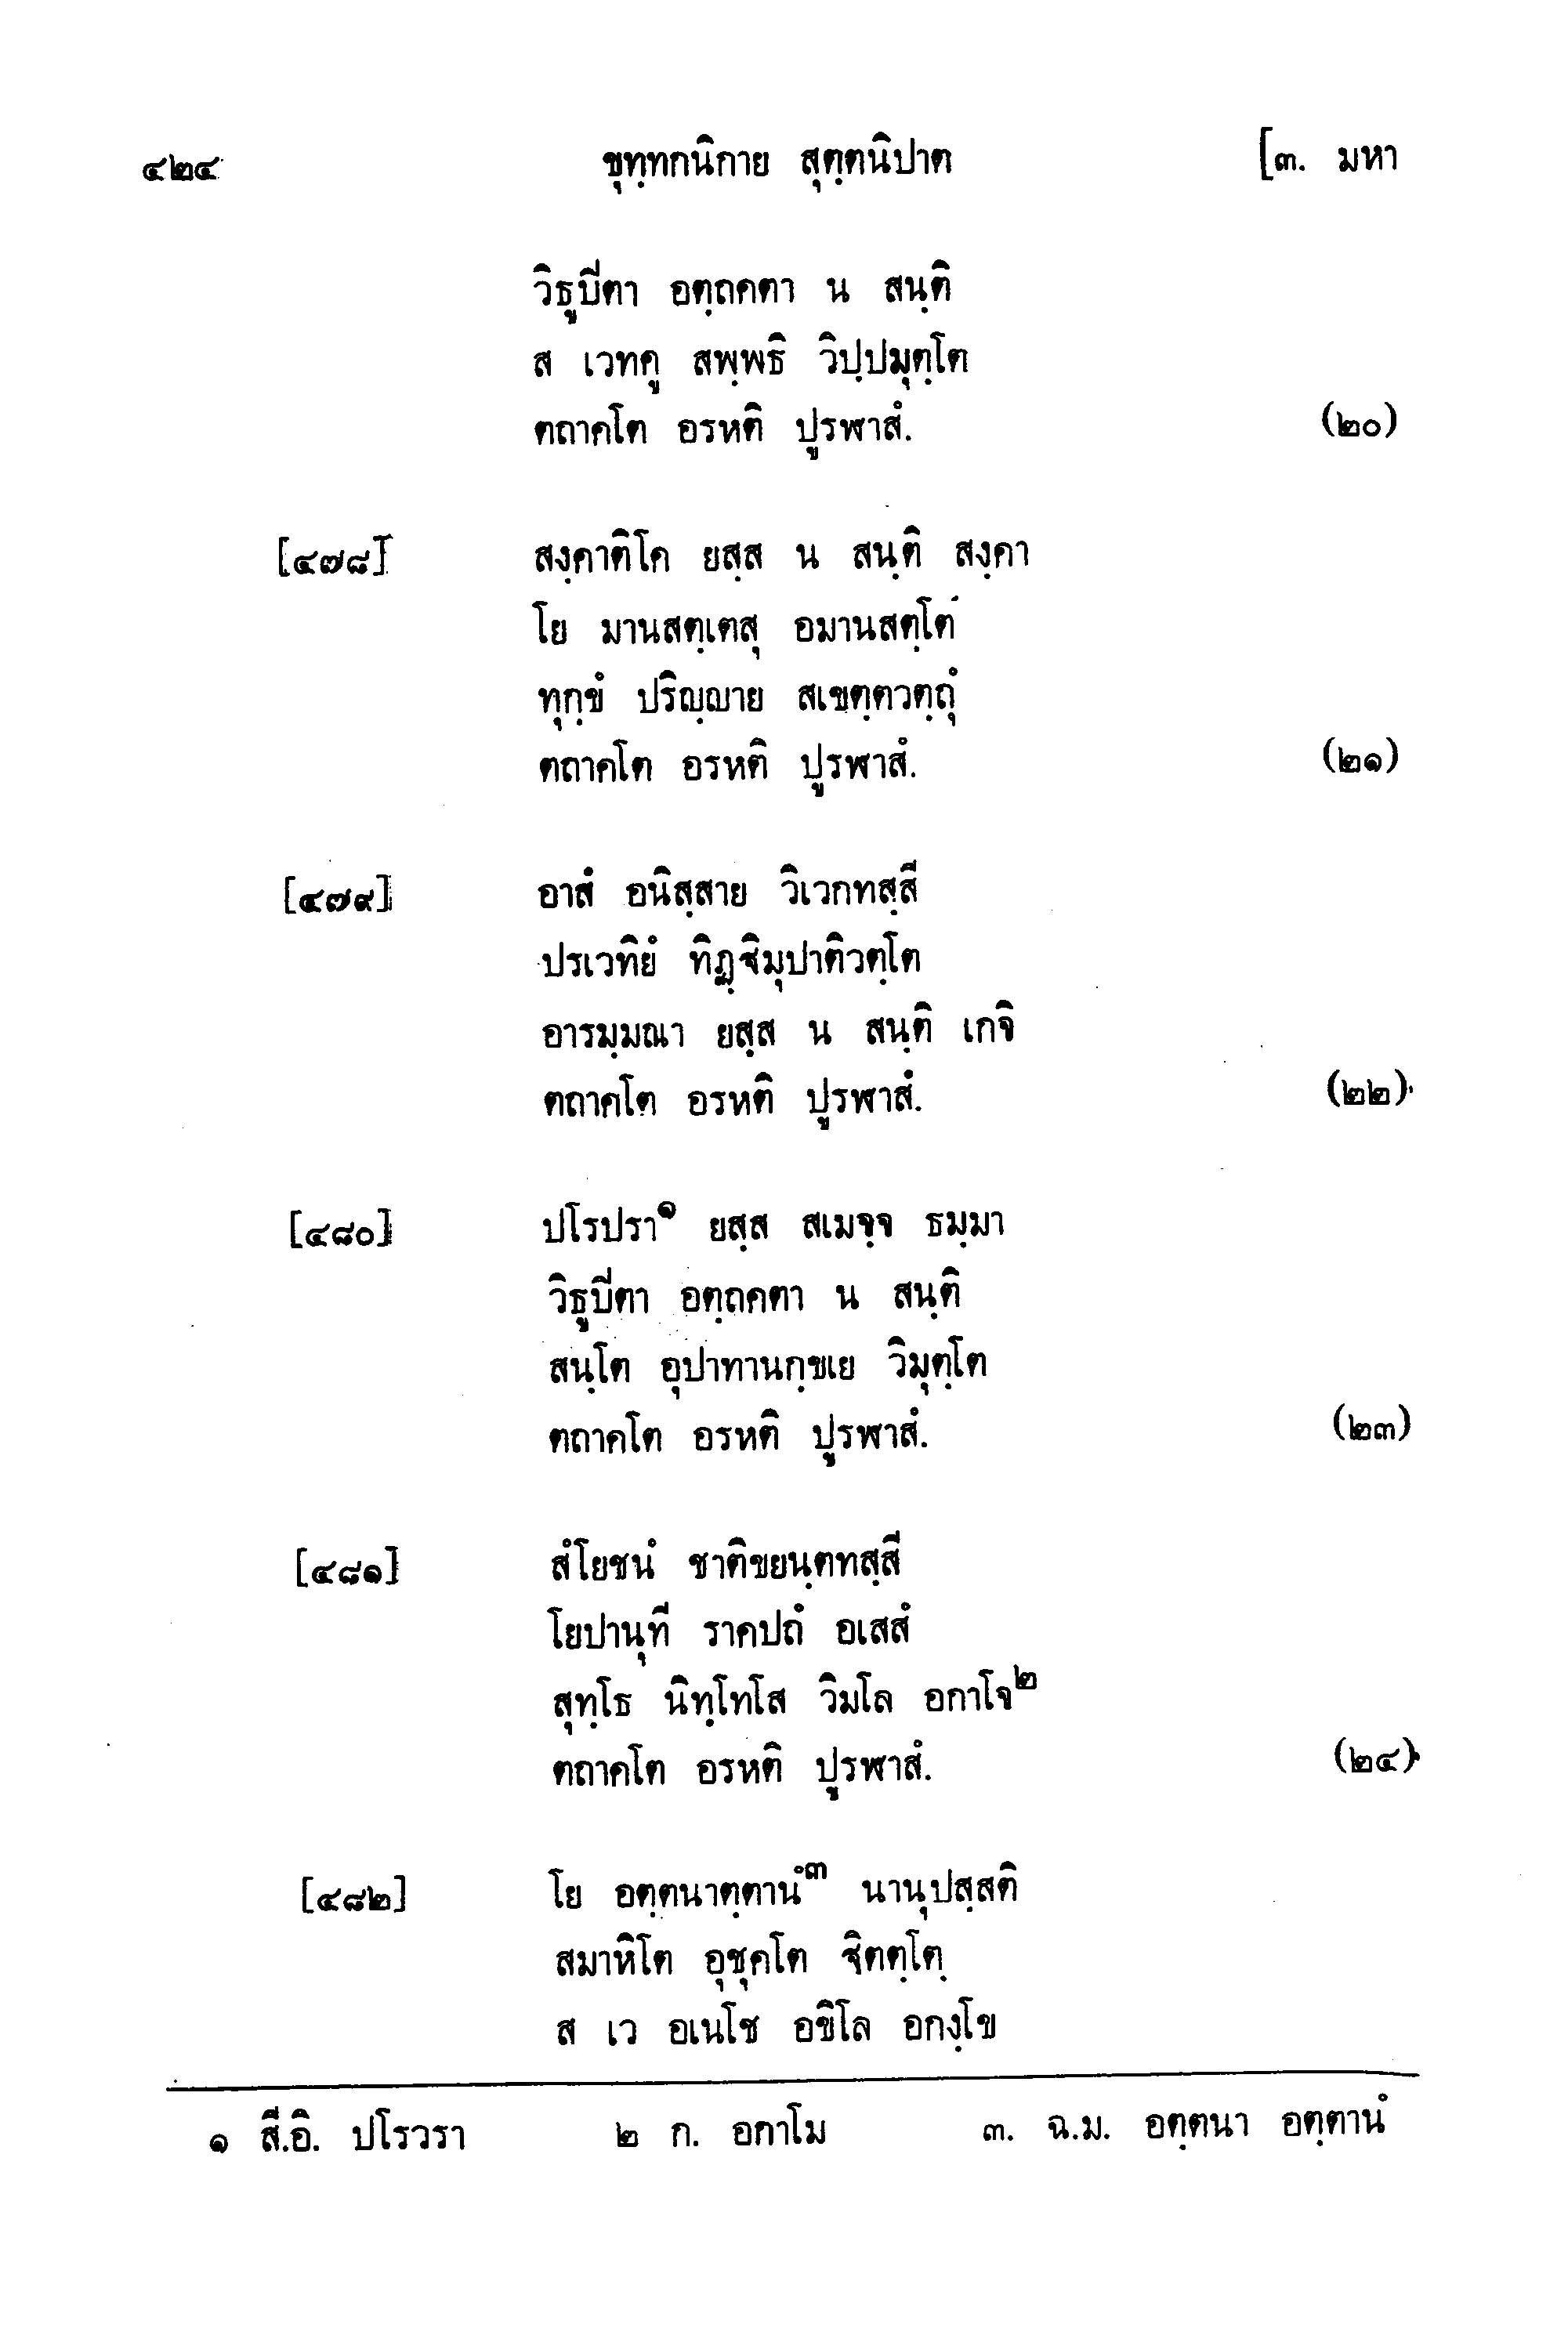 ๔๒๔ ขุทฺทกนิกาย สุตฺตนิปาต [๓. มหา
วิธูปิตา อตฺถคตา น สนฺติ
ส เวทคู สพฺพธิ วิปฺปมุตฺโต
ตถาคโต อรหติ ปูรฬาสํ. (๒๐)
[๔๗๘] สงฺคาติโค ยสฺส น สนฺติ สงฺคา
โย มานสตฺเตสุ อมานสตฺโต
ทุกฺขํ ปริญฺญาย สเขตฺตวตฺถุํ
ตถาคโต อรหติ ปูรฬาสํ. (๒๑)
[๔๗๙] อาสํ อนิสฺสาย วิเวกทสฺสี
ปรเวทิยํ ทิฏฺฐิมุปาติวตฺโต
อารมฺมณา ยสฺส น สนฺติ เกจิ
ตถาคโต อรหติ ปูรฬาสํ. (๒๒)
[๔๘๐] ปโรปรา๑ ยสฺส สเมจฺจ ธมฺมา
วิธูปิตา อตฺถคตา น สนฺติ
สนฺโต อุปาทานกฺขเย วิมุตฺโต
ตถาคโต อรหติ ปูรฬาสํ. (๒๓)
[๔๘๑] สํโยชนํ ชาติขยนฺตทสฺสี
โยปานุที ราคปถํ อเสสํ
สุทฺโธ นิทฺโทโส วิมโล อกาโจ๒
ตถาคโต อรหติ ปูรฬาสํ. (๒๔)
[๔๘๒] โย อตฺตนาตฺตานํ๓ นานุปสฺสติ
สมาหิโต อุชุคโต ฐิตตฺโต
ส เว อเนโช อขิโล อกงฺโข
๑ สี.อิ. ปโรวรา ๒ ก. อกาโม ๓. ฉ.ม. อตฺตนา อตฺตานํ